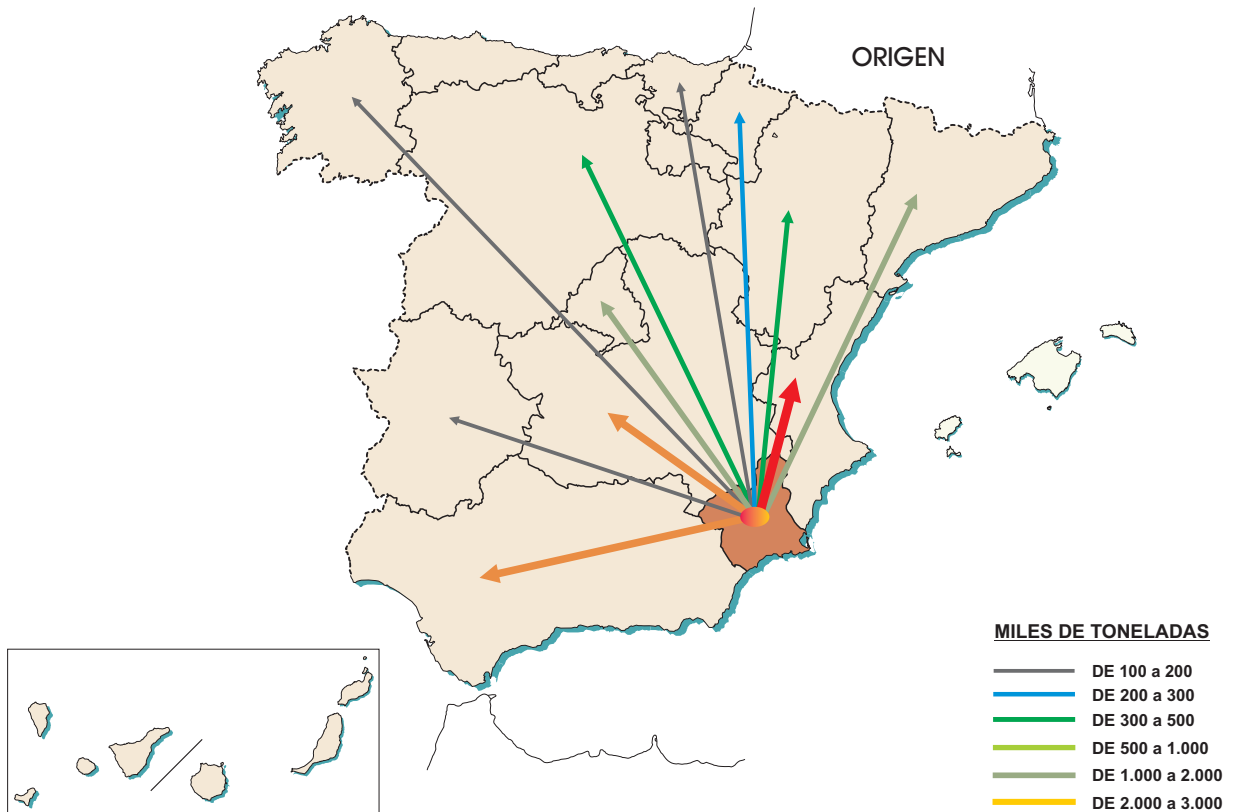 ORIGEN
MILES DE TONELADAS
DE 100 a 200
DE 200 a 300
DE 300 a 500
DE 500 a 1.000
DE 1.000 a 2.000
DE 2.000 a 3.000